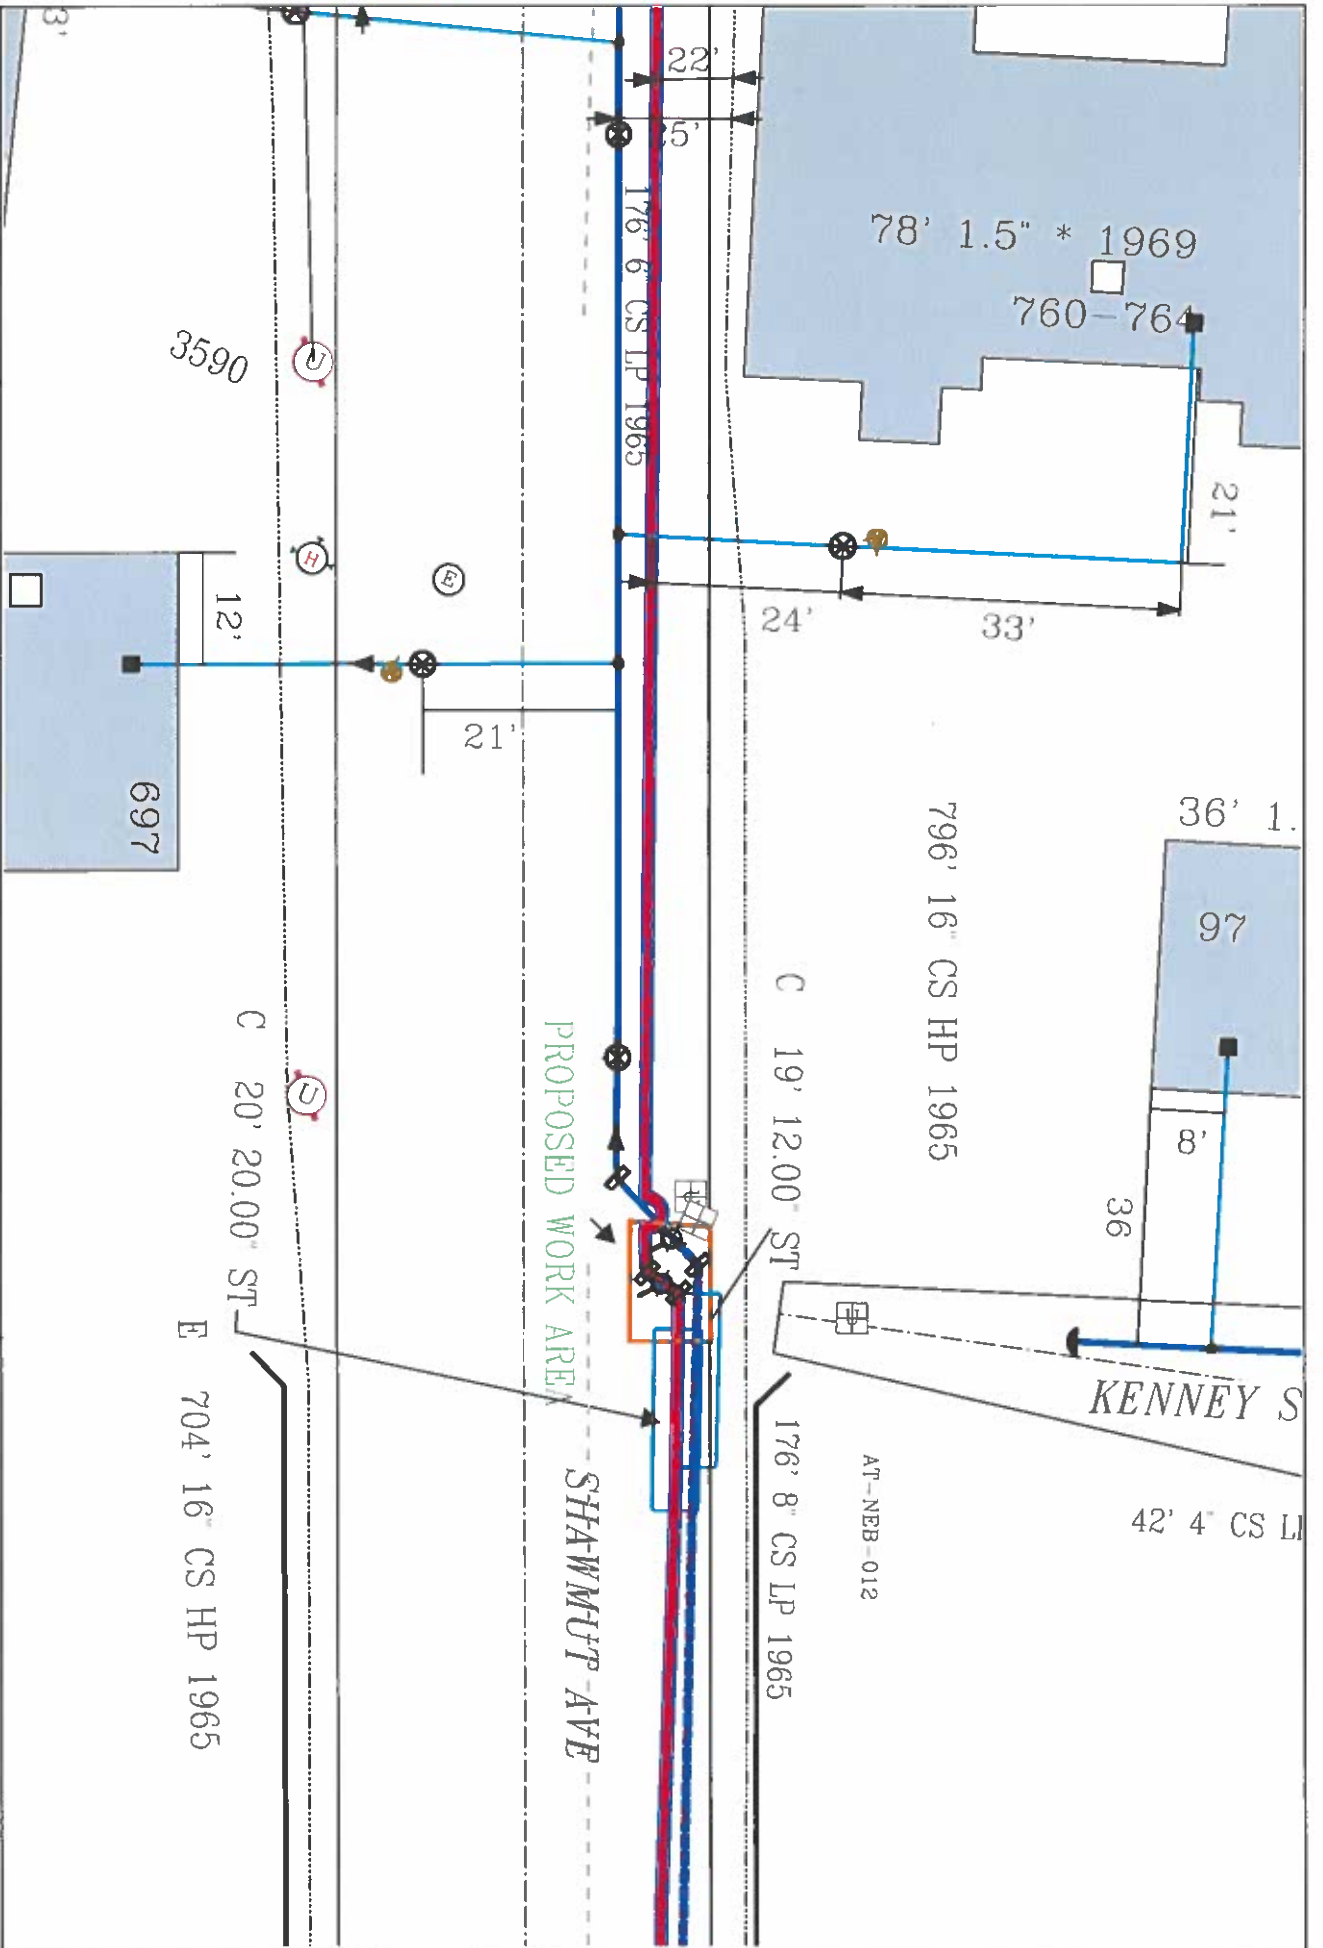 3'
22'
5'
176' 6" CS LP 1965
78' 1.5" * 1969
760-764
3590
U
H
E
21'
24'
33'
12'
21'
697
796' 16" CS HP 1965
36' 1.
97
8'
36
C 19' 12.00" ST
C 20' 20.00" ST
U
PROPOSED WORK AREA
E 704' 16" CS HP 1965
SHAWMUT AVE
176' 8" CS LP 1965
AT-NEB-012
KENNEY S
42' 4" CS L